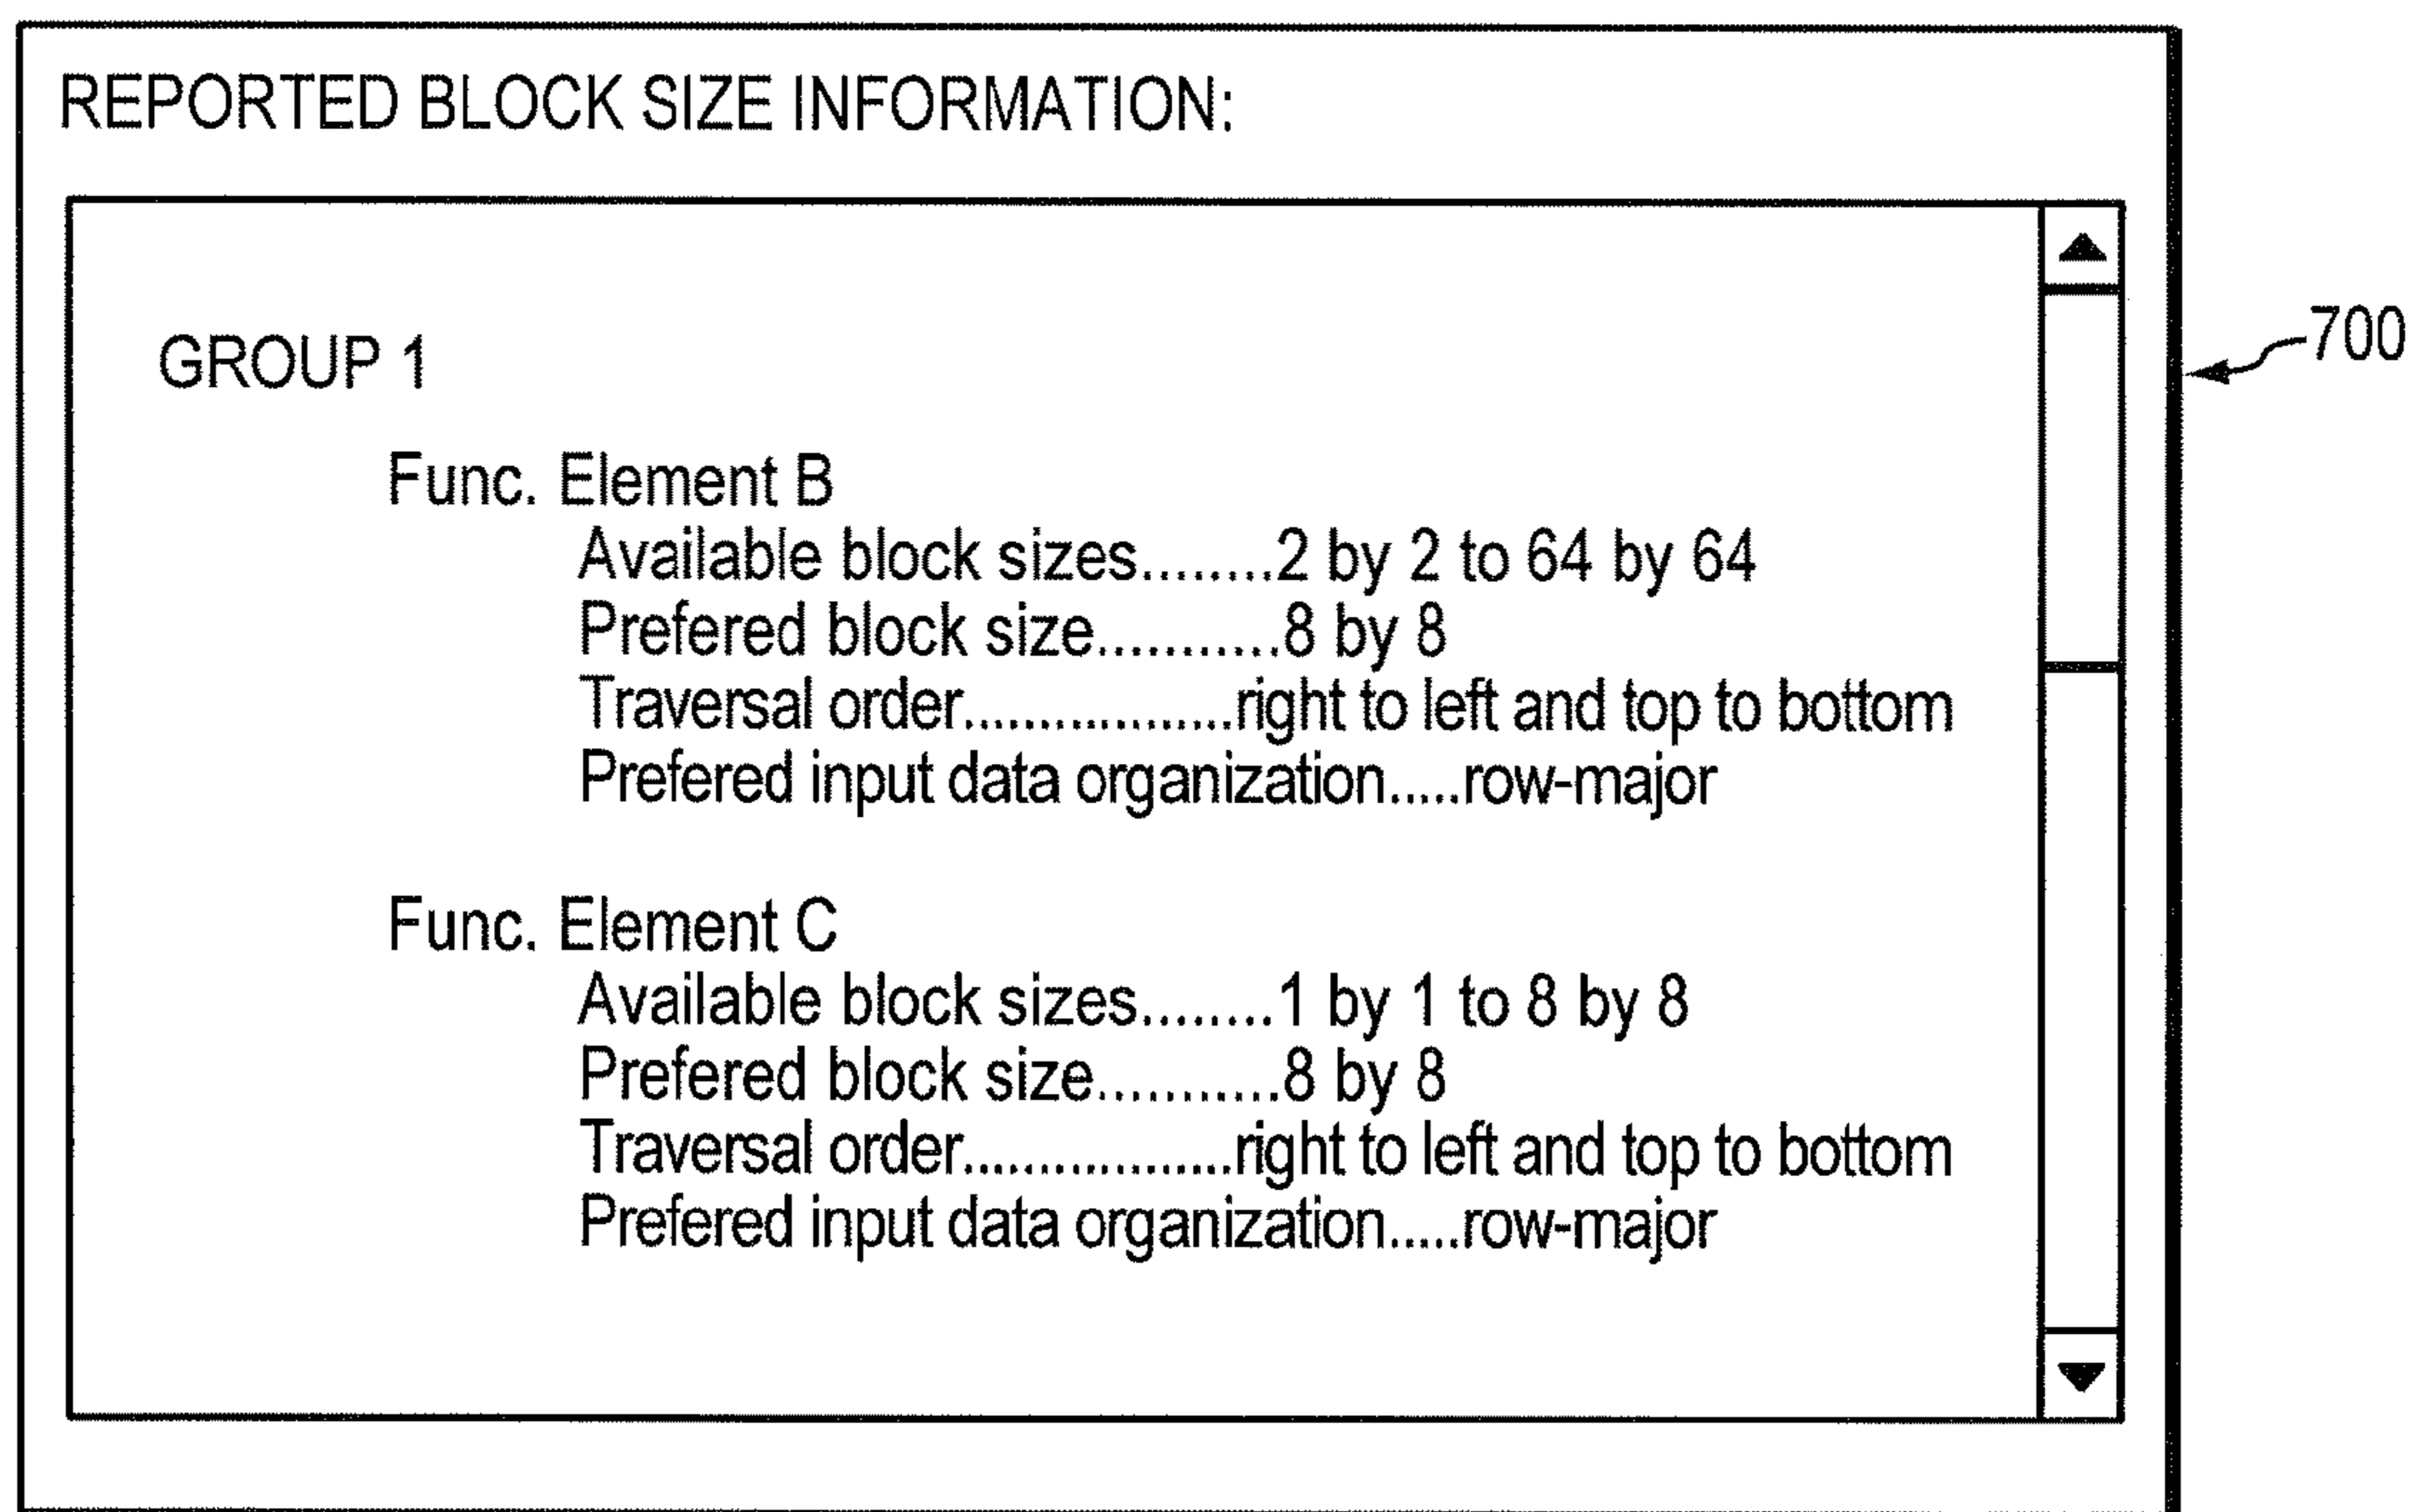 REPORTED BLOCK SIZE INFORMATION:
GROUP 1
700
Func. Element B
Available block sizes........2 by 2 to 64 by 64
Prefered block size...........8 by 8
Traversal order..................right to left and top to bottom
Prefered input data organization.....row-major
Func. Element C
Available block sizes........1 by 1 to 8 by 8
Prefered block size...........8 by 8
Traversal order..................right to left and top to bottom
Prefered input data organization.....row-major